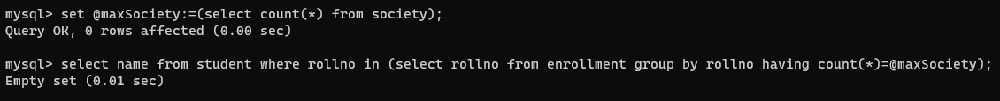 mysql> set @maxSociety:=(select count(*) from society);
Query OK, 0 rows affected (0.00 sec)
mysql> select name from student where rollno in (select rollno from enrollment group by rollno having count(*)=@maxSociety);
Empty set (0.01 sec)